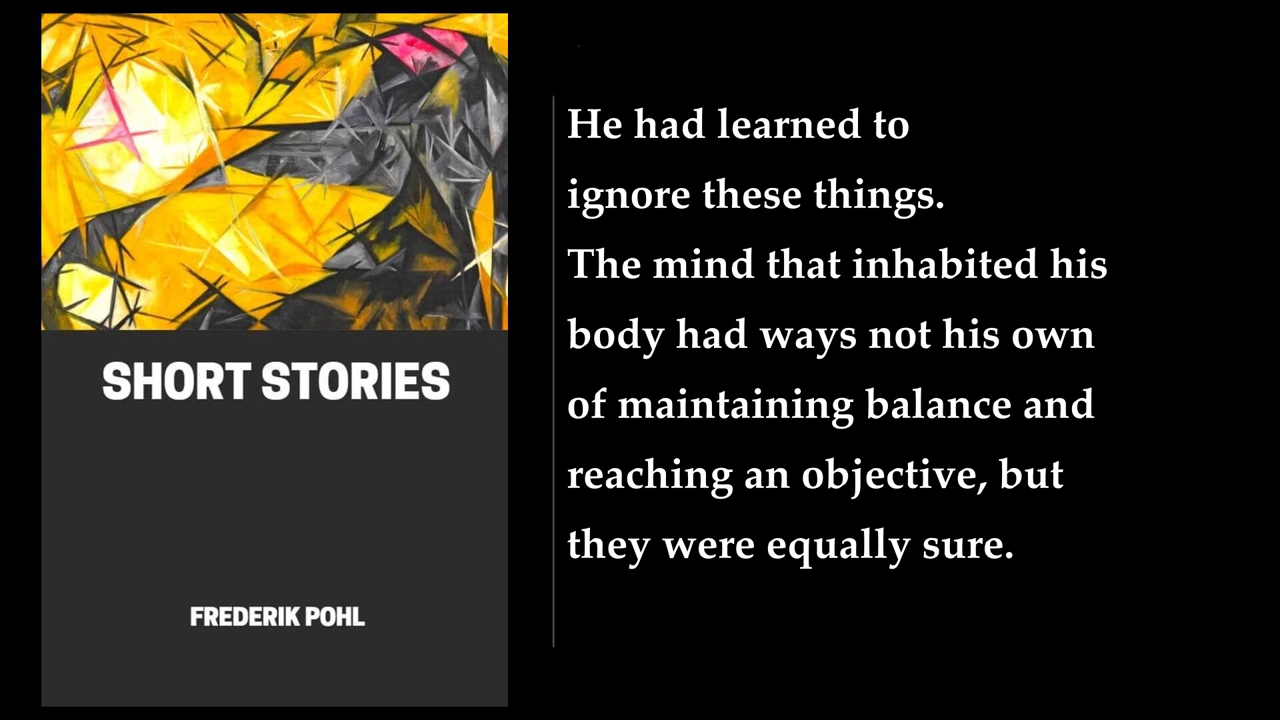 SHORT STORIES
FREDERIK POHL
He had learned to
ignore these things.
The mind that inhabited his
body had ways not his own
of maintaining balance and
reaching an objective, but
they were equally sure.